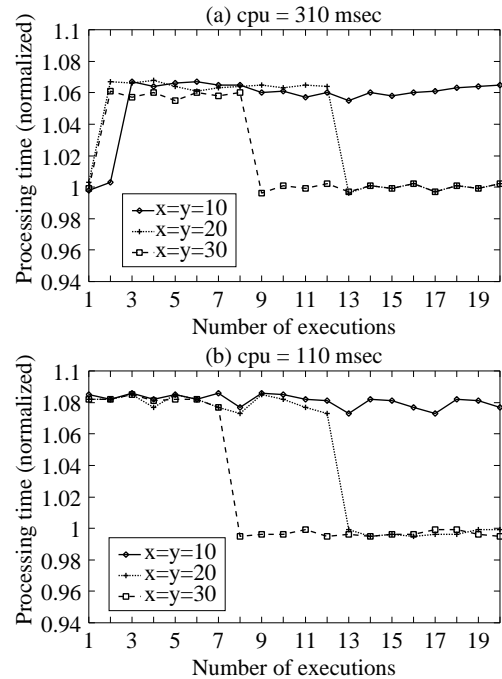 (a) cpu = 310 msec
Processing time (normalized)
1.1
1.08
1.06
1.04
1.02
1
0.98
0.96
0.94
x=y=10
x=y=20
x=y=30
1 3 5 7 9 11 13 15 17 19
Number of executions
(b) cpu = 110 msec
Processing time (normalized)
1.1
1.08
1.06
1.04
1.02
1
0.98
0.96
0.94
x=y=10
x=y=20
x=y=30
1 3 5 7 9 11 13 15 17 19
Number of executions